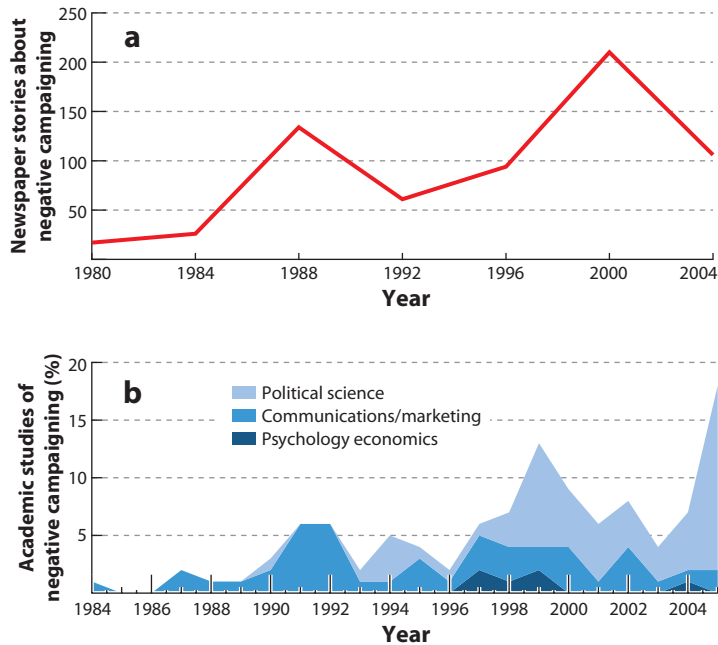 a
Newspaper stories about
negative campaigning
250
200
150
100
50
1980 1984 1988 1992 1996 2000 2004
Year
b
Academic studies of
negative campaigning (%)
20
15
10
5
Political science
Communications/marketing
Psychology economics
1984 1986 1988 1990 1992 1994 1996 1998 2000 2002 2004
Year